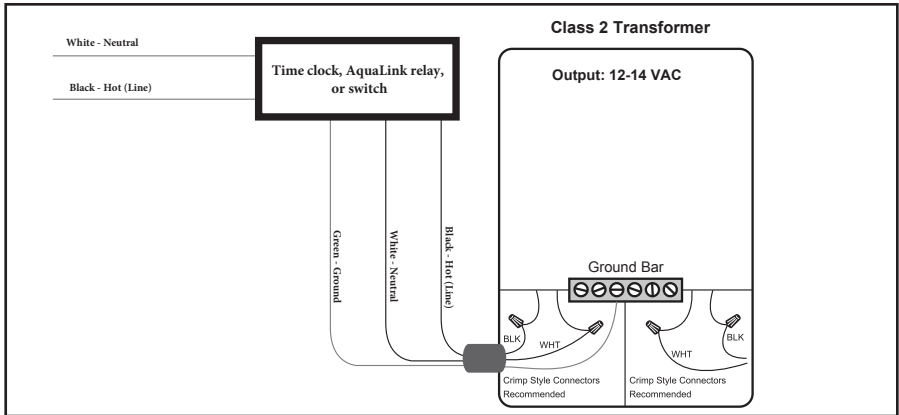 Class 2 Transformer
White - Neutral
Black - Hot (Line)
Time clock, AquaLink relay,
or switch
Output: 12-14 VAC
Green - Ground
White - Neutral
Black - Hot (Line)
Ground Bar
BLK
WHT
WHT
BLK
Crimp Style Connectors
Recommended
Crimp Style Connectors
Recommended